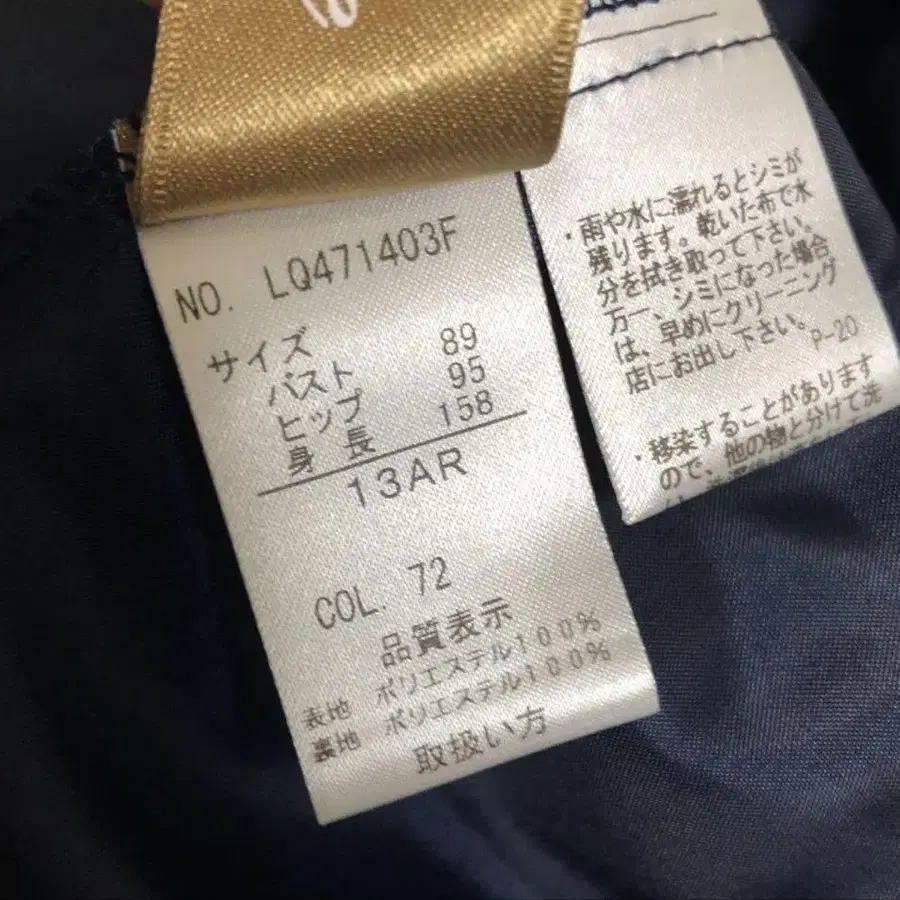 NO. LQ471403F
サイズ
バスト 89
ヒップ 95
身長 158
13AR
COL. 72
品質表示
表地 ポリエステル100%
裏地 ポリエステル100%
取扱い方
・雨や水に濡れるとシミが
残ります。乾いた布で水
分を拭き取って下さい。
万一、シミになった場合
は、早めにクリーニング
店にお出し下さい。
P-20
・移染することがあります
ので、他の物と分けて洗